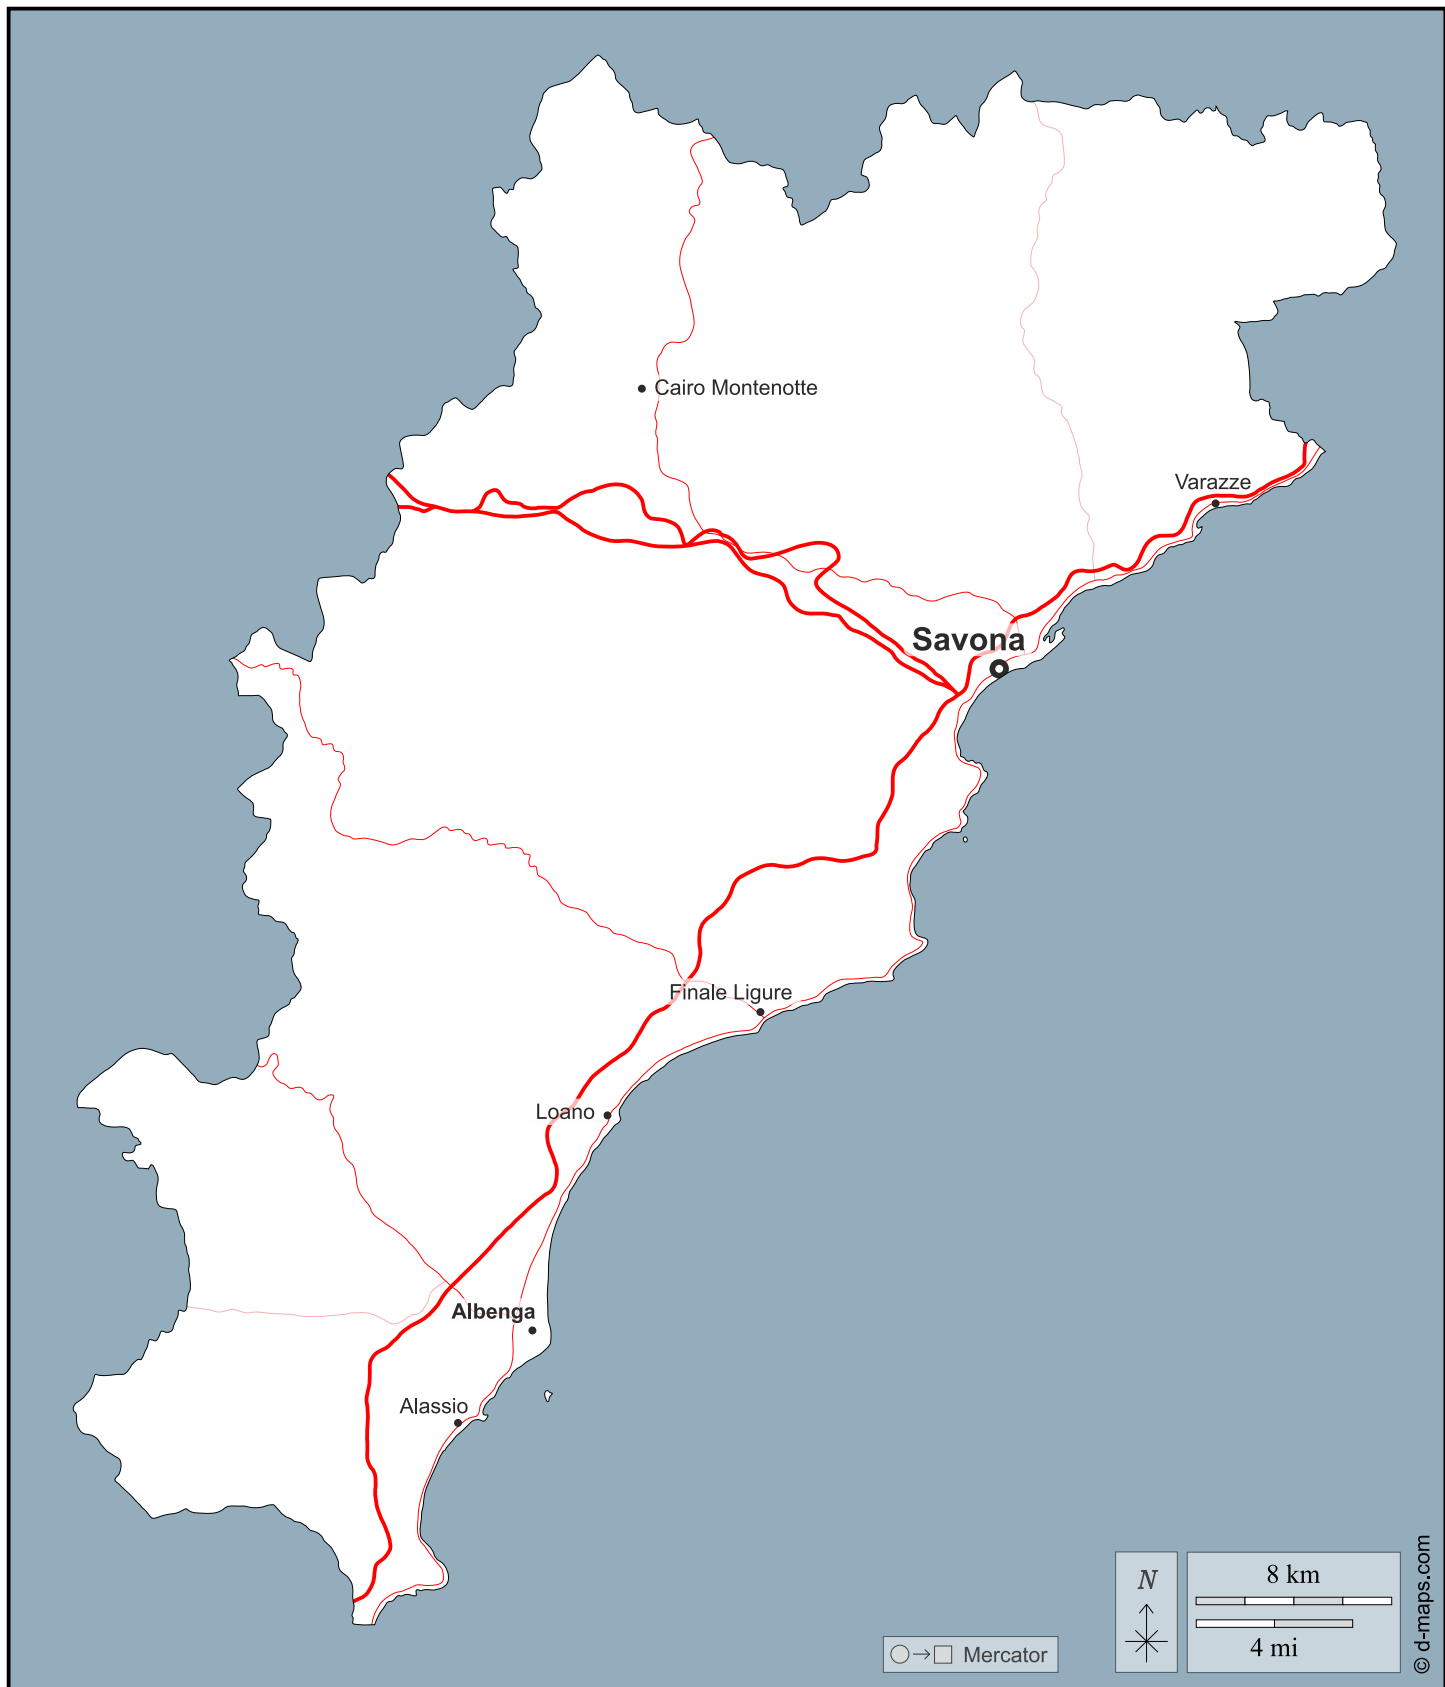 Cairo Montenotte
Varazze
Savona
Finale Ligure
Loano
Albenga
Alassio
N
8 km
4 mi
Mercator
© d-maps.com